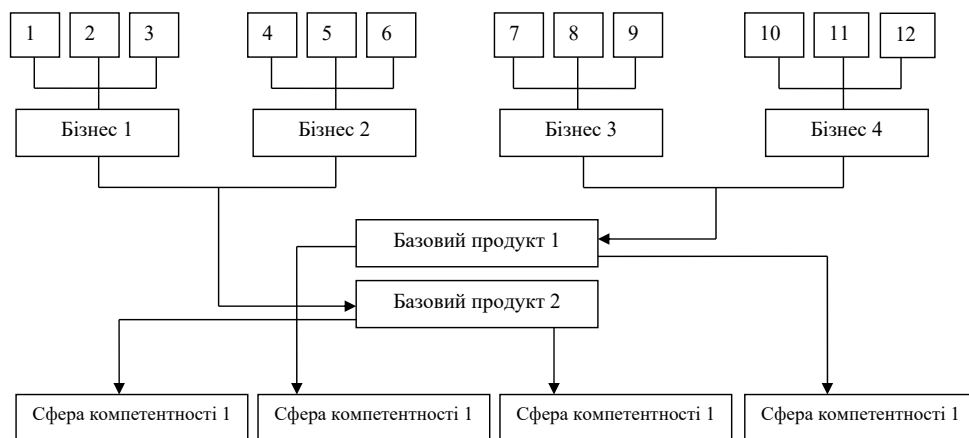 1 2 3 4 5 6 7 8 9 10 11 12
Бізнес 1 Бізнес 2 Бізнес 3 Бізнес 4
Базовий продукт 1
Базовий продукт 2
Сфера компетентності 1 Сфера компетентності 1 Сфера компетентності 1 Сфера компетентності 1